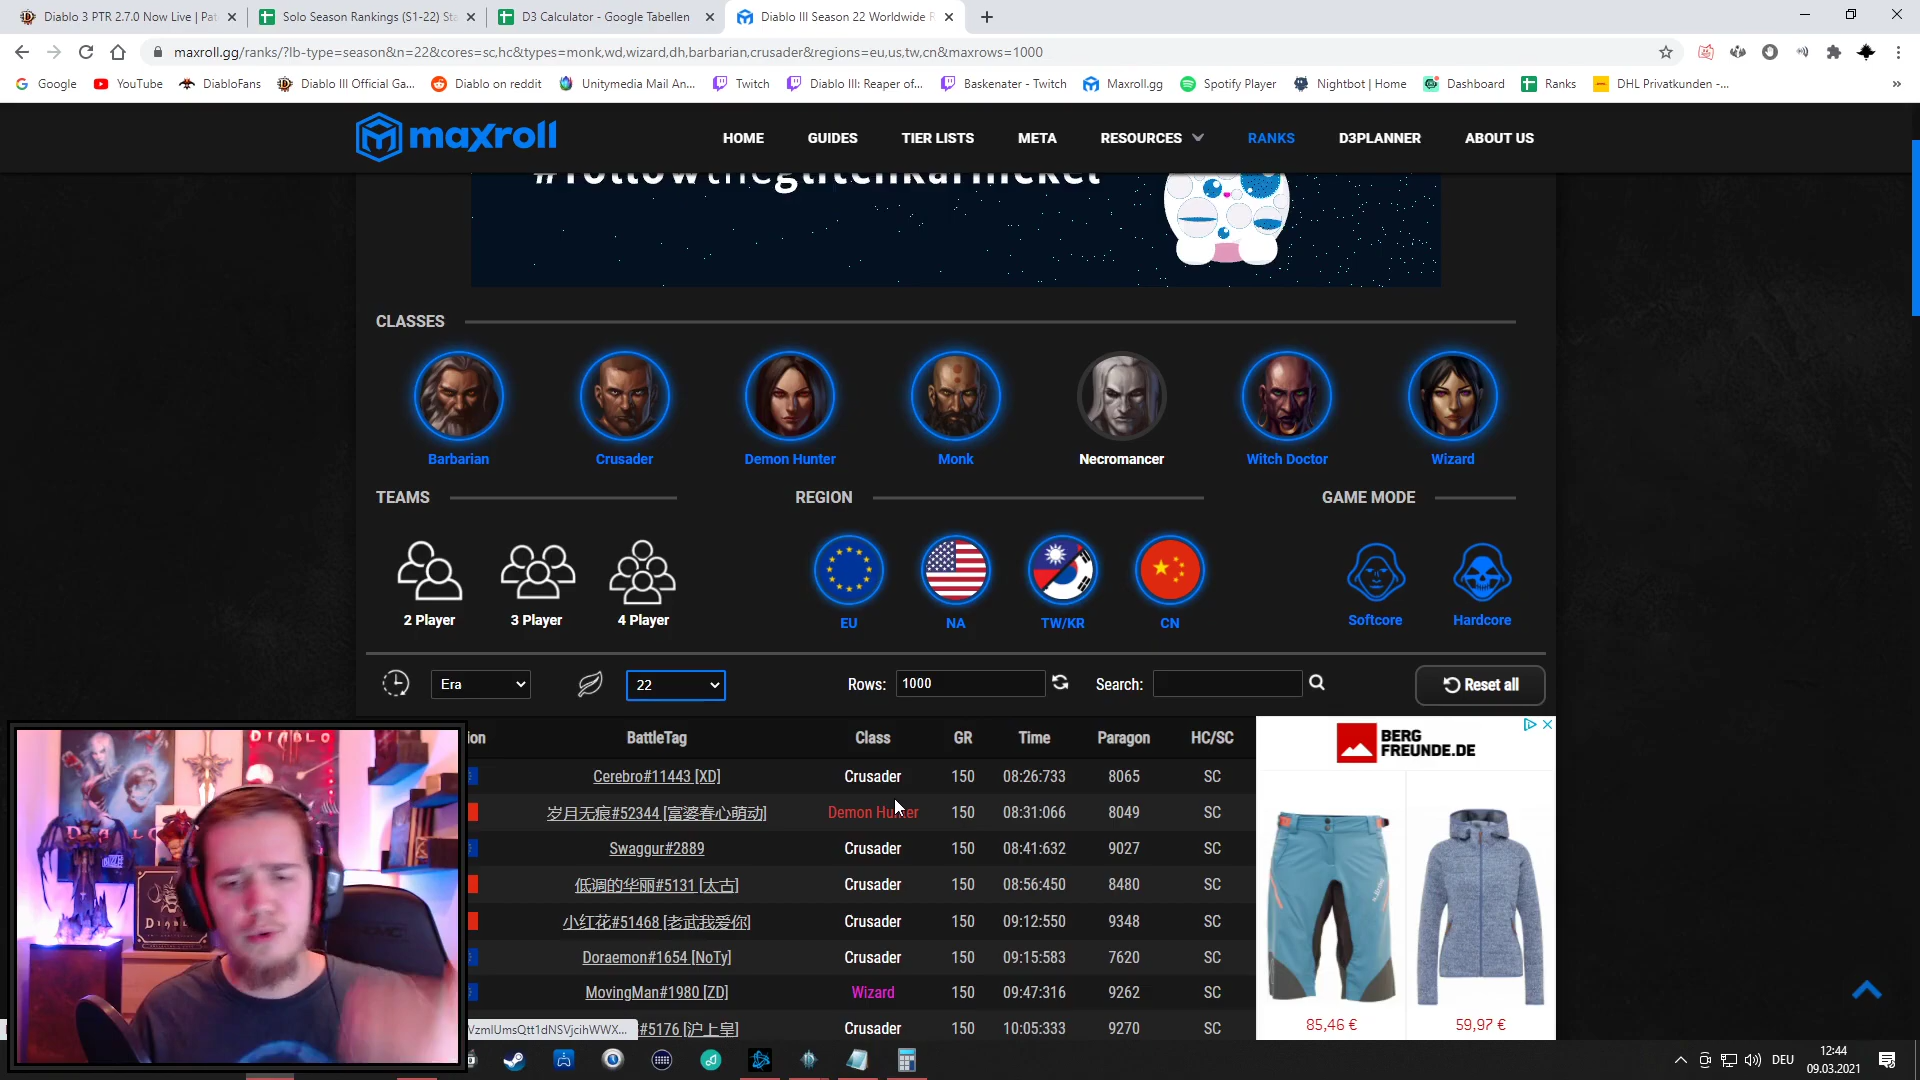 Diablo 3 PTR 2.7.0 Now Live | Pat
Solo Season Rankings (S1-22) Sta
D3 Calculator - Google Tabellen
Diablo III Season 22 Worldwide R
maxroll.gg/ranks/?lb-type=season&n=22&cores=sc,hc&types=monk,wd,wizard,dh,barbarian,crusader&regions=eu,us,tw,cn&maxrows=1000
Google YouTube DiabloFans Diablo III Official Ga... Diablo on reddit Unitymedia Mail An... Twitch Diablo III: Reaper of... Baskenater - Twitch Maxroll.gg Spotify Player Nightbot | Home Dashboard Ranks DHL Privatkunden -... »
maxroll HOME GUIDES TIER LISTS META RESOURCES RANKS D3PLANNER ABOUT US
#followtheglitchkarnickel
CLASSES
Barbarian Crusader Demon Hunter Monk Necromancer Witch Doctor Wizard
TEAMS REGION GAME MODE
2 Player 3 Player 4 Player EU NA TW/KR CN Softcore Hardcore
Era 22 Rows: 1000 Search: Reset all
ion BattleTag Class GR Time Paragon HC/SC
Cerebro#11443 [XD] Crusader 150 08:26:733 8065 SC
岁月无痕#52344 [富婆春心萌动] Demon Hunter 150 08:31:066 8049 SC
Swaggur#2889 Crusader 150 08:41:632 9027 SC
低调的华丽#5131 [太古] Crusader 150 08:56:450 8480 SC
小红花#51468 [老武我爱你] Crusader 150 09:12:550 9348 SC
Doraemon#1654 [NoTy] Crusader 150 09:15:583 7620 SC
MovingMan#1980 [ZD] Wizard 150 09:47:316 9262 SC
#5176 [沪上皇] Crusader 150 10:05:333 9270 SC
VzmlUmsQtt1dNSVjcihWWX...
BERG
FREUNDE.DE
85,46 € 59,97 €
DIABLO
DIABLO
DEU
12:44
09.03.2021